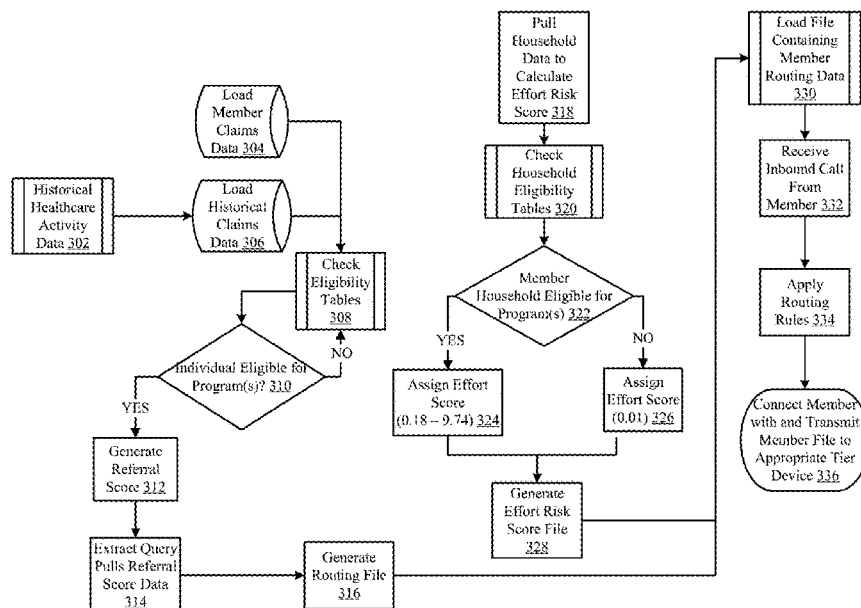 Historical
Healthcare
Activity
Data 302
Load
Member
Claims
Data 304
Load
Historical
Claims
Data 306
Check
Eligibility
Tables
308
NO
Individual Eligible for
Program(s)? 310
YES
Generate
Referral
Score 312
Extract Query
Pulls Referral
Score Data
314
Generate
Routing File
316
Pull
Household
Data to
Calculate
Effort Risk
Score 318
Check
Household
Eligibility
Tables 320
Member
Household Eligible for
Program(s) 322
YES
NO
Assign Effort
Score
(0.18 – 9.74) 324
Assign
Effort Score
(0.01) 326
Generate
Effort Risk
Score File
328
Load File
Containing
Member
Routing Data
330
Receive
Inbound Call
From
Member 332
Apply
Routing
Rules 334
Connect Member
with and Transmit
Member File to
Appropriate Tier
Device 336